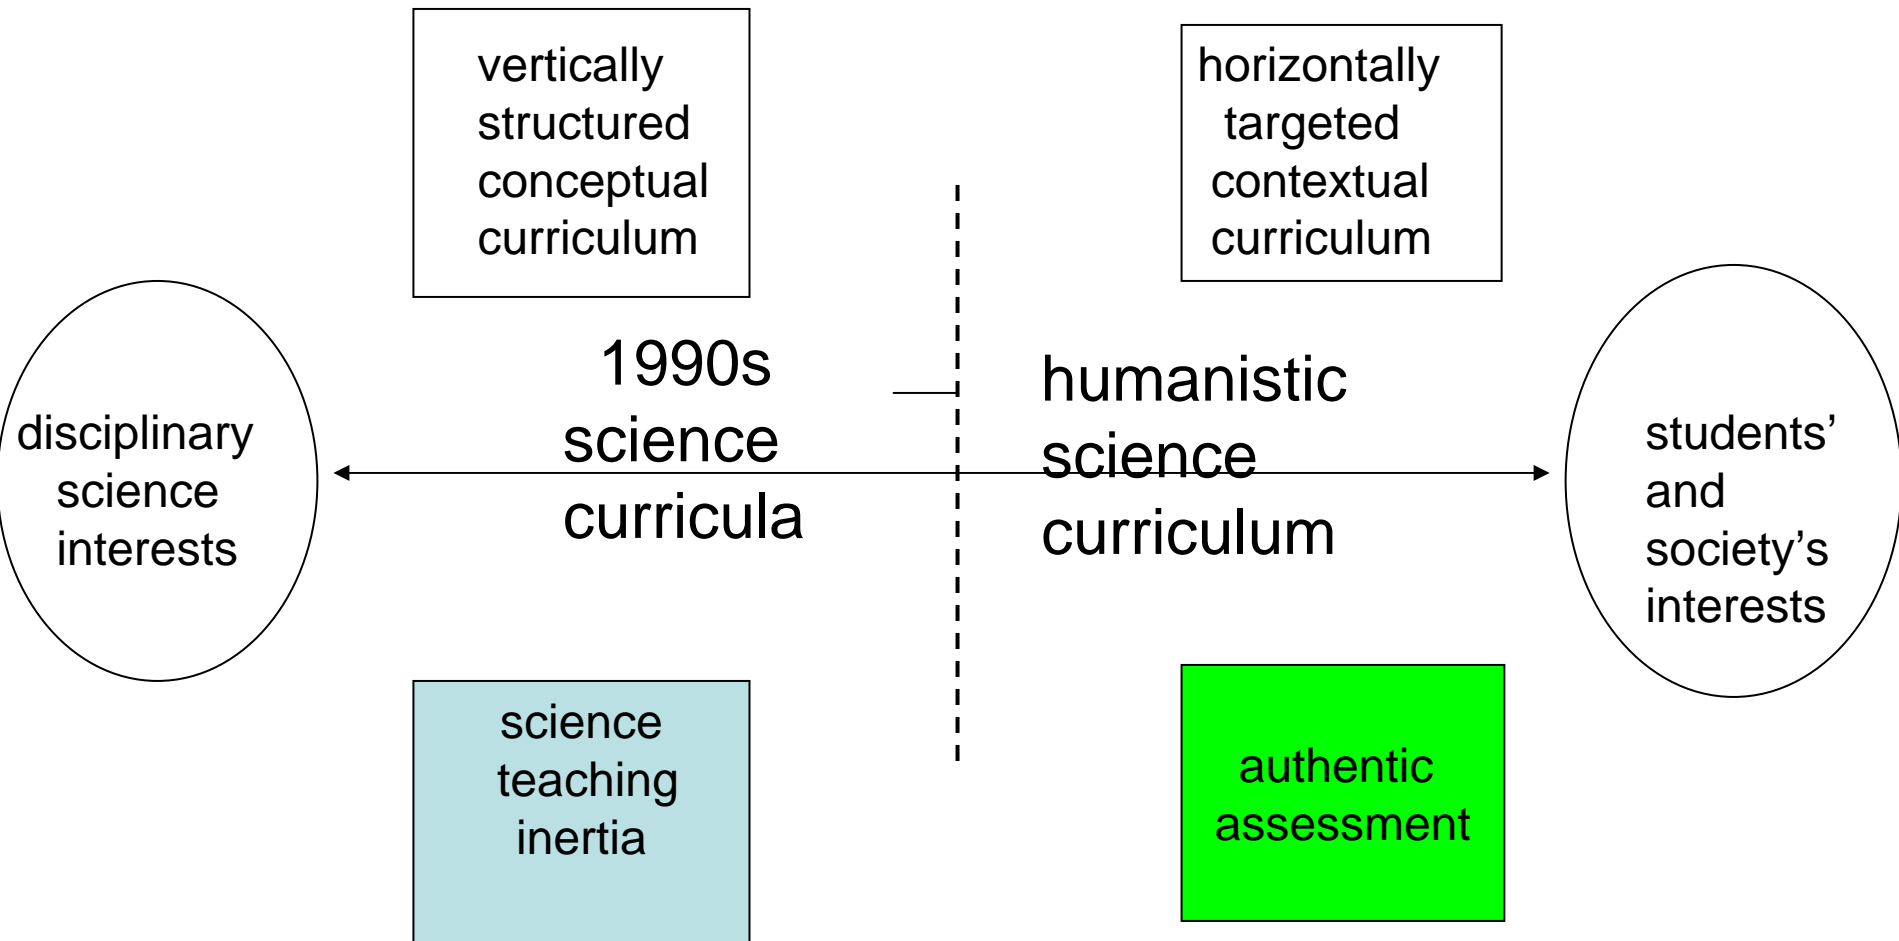 vertically
structured
conceptual
curriculum
horizontally
targeted
contextual
curriculum
disciplinary
science
interests
1990s
science
curricula
humanistic
science
curriculum
students’
and
society’s
interests
science
teaching
inertia
authentic
assessment